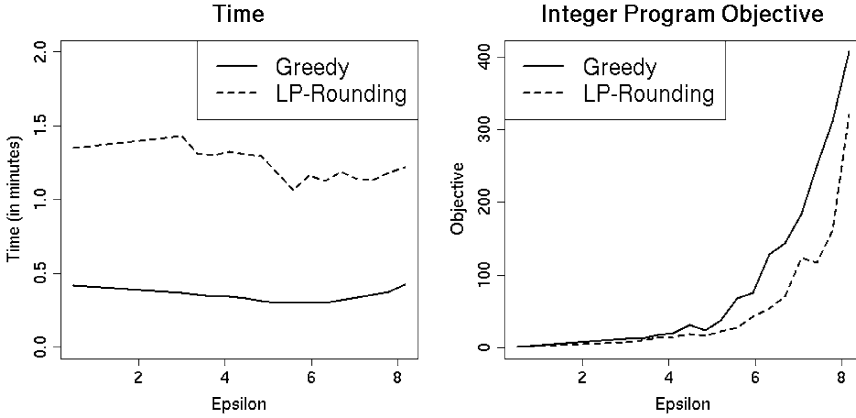 Time
Time (in minutes)
2.0
1.5
1.0
0.5
0.0
Greedy
LP-Rounding
2 4 6 8
Epsilon
Integer Program Objective
Objective
400
300
200
100
0
Greedy
LP-Rounding
2 4 6 8
Epsilon